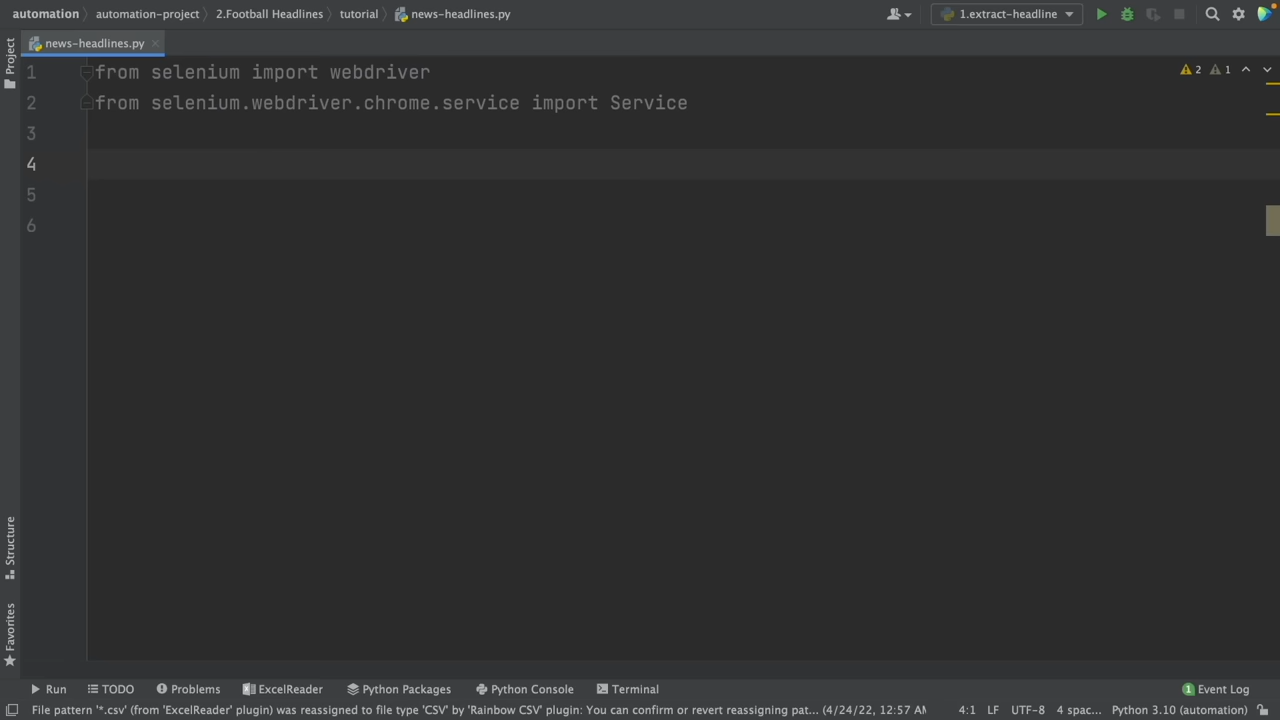 automation automation-project 2.Football Headlines tutorial news-headlines.py 1.extract-headline
news-headlines.py
Project
1 from selenium import webdriver
2 from selenium.webdriver.chrome.service import Service
3
4
5
6
2 1
Structure
Favorites
Run TODO Problems ExcelReader Python Packages Python Console Terminal 1 Event Log
File pattern '*.csv' (from 'ExcelReader' plugin) was reassigned to file type 'CSV' by 'Rainbow CSV' plugin: You can confirm or revert reassigning pat... (4/24/22, 12:57 AM 4:1 LF UTF-8 4 spac... Python 3.10 (automation)